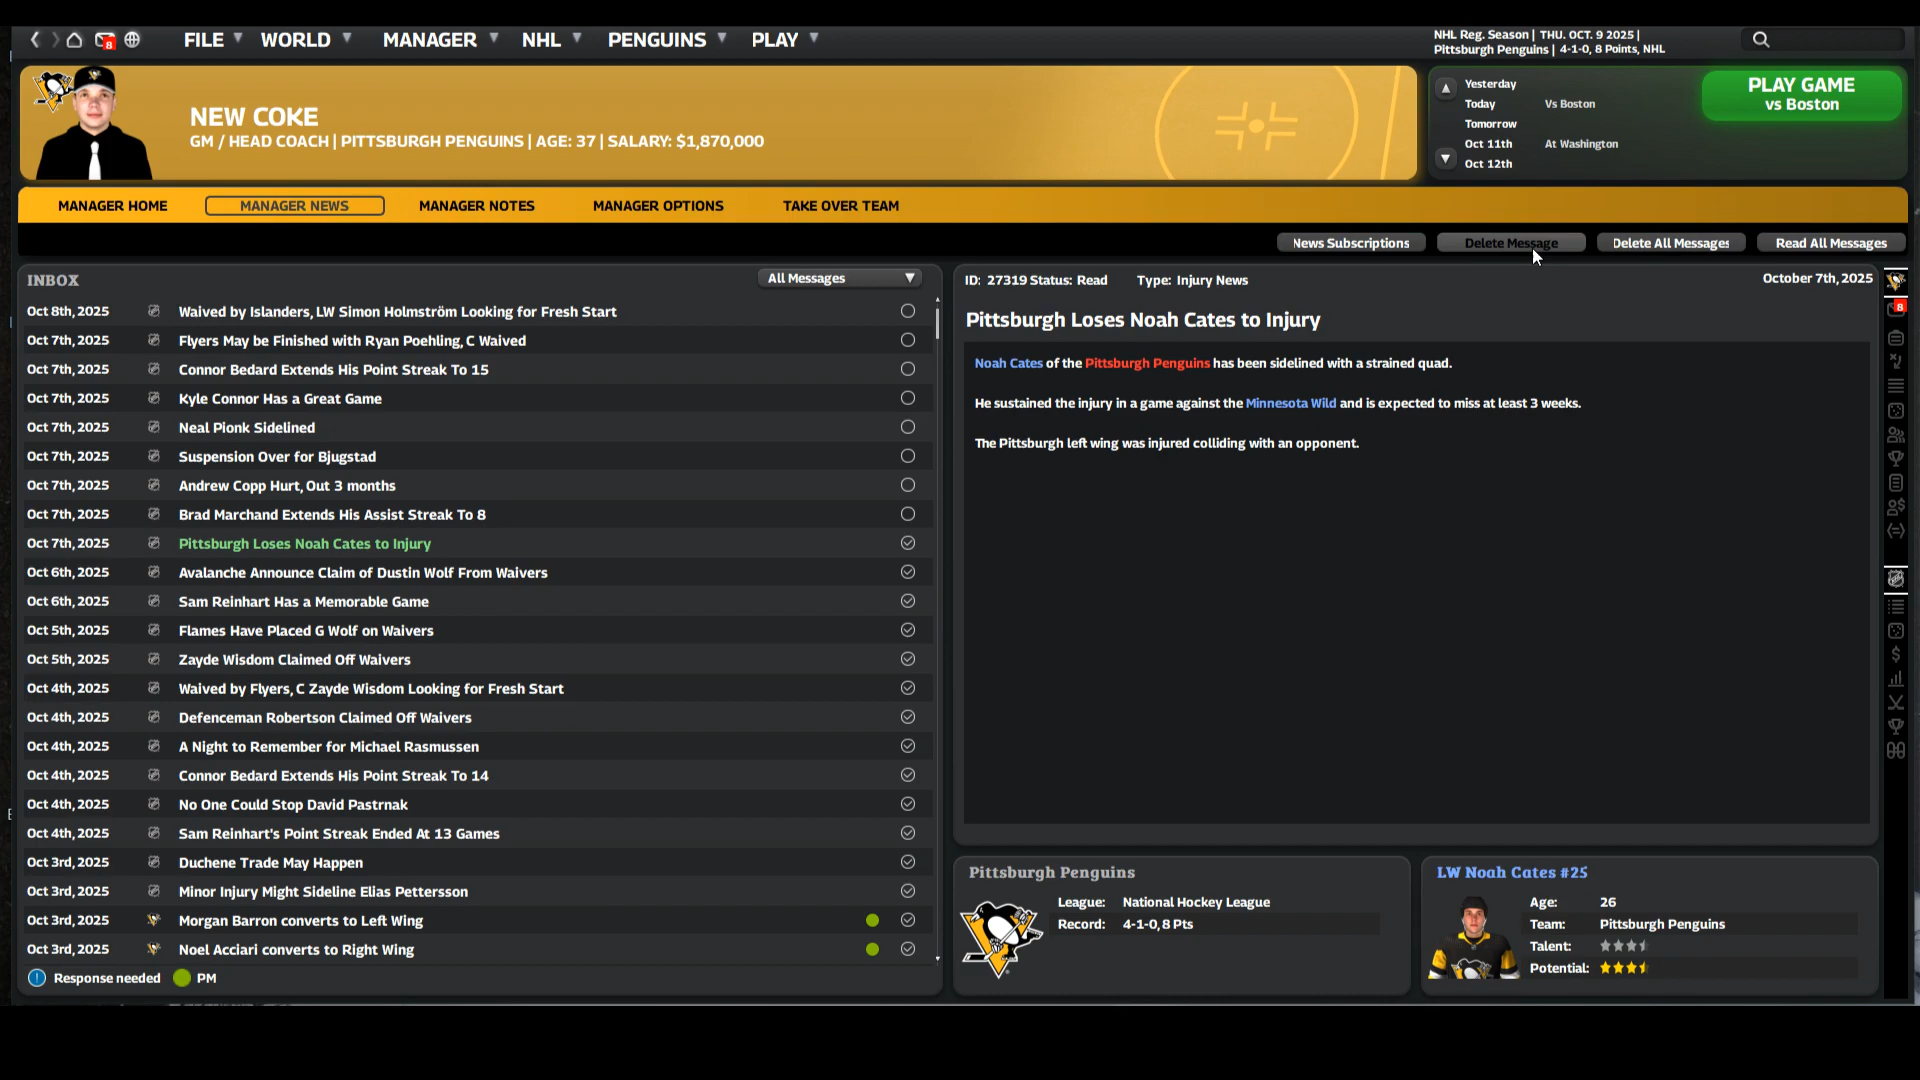 8
FILE
WORLD
MANAGER
NHL
PENGUINS
PLAY
NHL Reg. Season | THU. OCT. 9 2025 |
Pittsburgh Penguins | 4-1-0, 8 Points, NHL
NEW COKE
GM / HEAD COACH | PITTSBURGH PENGUINS | AGE: 37 | SALARY: $1,870,000
Yesterday
Today Vs Boston
Tomorrow
Oct 11th At Washington
Oct 12th
PLAY GAME
vs Boston
MANAGER HOME
MANAGER NEWS
MANAGER NOTES
MANAGER OPTIONS
TAKE OVER TEAM
News Subscriptions
Delete Message
Delete All Messages
Read All Messages
INBOX
All Messages
Oct 8th, 2025 Waived by Islanders, LW Simon Holmström Looking for Fresh Start
Oct 7th, 2025 Flyers May be Finished with Ryan Poehling, C Waived
Oct 7th, 2025 Connor Bedard Extends His Point Streak To 15
Oct 7th, 2025 Kyle Connor Has a Great Game
Oct 7th, 2025 Neal Pionk Sidelined
Oct 7th, 2025 Suspension Over for Bjugstad
Oct 7th, 2025 Andrew Copp Hurt, Out 3 months
Oct 7th, 2025 Brad Marchand Extends His Assist Streak To 8
Oct 7th, 2025 Pittsburgh Loses Noah Cates to Injury
Oct 6th, 2025 Avalanche Announce Claim of Dustin Wolf From Waivers
Oct 6th, 2025 Sam Reinhart Has a Memorable Game
Oct 5th, 2025 Flames Have Placed G Wolf on Waivers
Oct 5th, 2025 Zayde Wisdom Claimed Off Waivers
Oct 4th, 2025 Waived by Flyers, C Zayde Wisdom Looking for Fresh Start
Oct 4th, 2025 Defenceman Robertson Claimed Off Waivers
Oct 4th, 2025 A Night to Remember for Michael Rasmussen
Oct 4th, 2025 Connor Bedard Extends His Point Streak To 14
Oct 4th, 2025 No One Could Stop David Pastrnak
Oct 4th, 2025 Sam Reinhart's Point Streak Ended At 13 Games
Oct 3rd, 2025 Duchene Trade May Happen
Oct 3rd, 2025 Minor Injury Might Sideline Elias Pettersson
Oct 3rd, 2025 Morgan Barron converts to Left Wing
Oct 3rd, 2025 Noel Acciari converts to Right Wing
Response needed PM
ID: 27319 Status: Read Type: Injury News October 7th, 2025
Pittsburgh Loses Noah Cates to Injury
Noah Cates of the Pittsburgh Penguins has been sidelined with a strained quad.
He sustained the injury in a game against the Minnesota Wild and is expected to miss at least 3 weeks.
The Pittsburgh left wing was injured colliding with an opponent.
8
Pittsburgh Penguins
League: National Hockey League
Record: 4-1-0, 8 Pts
LW Noah Cates #25
Age: 26
Team: Pittsburgh Penguins
Talent:
Potential: